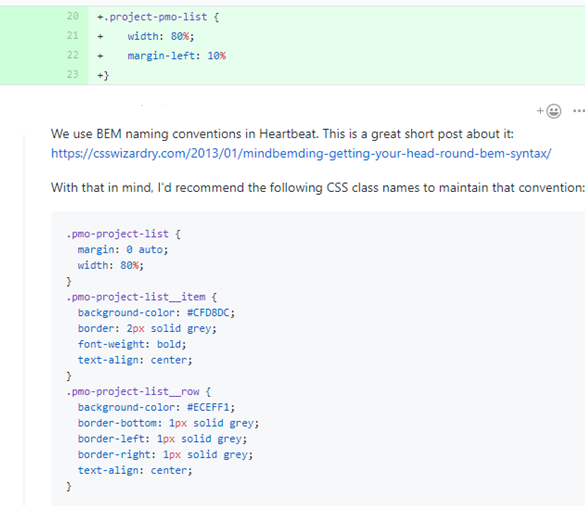 20 +.project-pmo-list {
21 + width: 80%;
22 + margin-left: 10%
23 +}
We use BEM naming conventions in Heartbeat. This is a great short post about it:
https://csswizardry.com/2013/01/mindbemding-getting-your-head-round-bem-syntax/
With that in mind, I'd recommend the following CSS class names to maintain that convention:
.pmo-project-list {
margin: 0 auto;
width: 80%;
}
.pmo-project-list__item {
background-color: #CFD8DC;
border: 2px solid grey;
font-weight: bold;
text-align: center;
}
.pmo-project-list__row {
background-color: #ECEFF1;
border-bottom: 1px solid grey;
border-left: 1px solid grey;
border-right: 1px solid grey;
text-align: center;
}